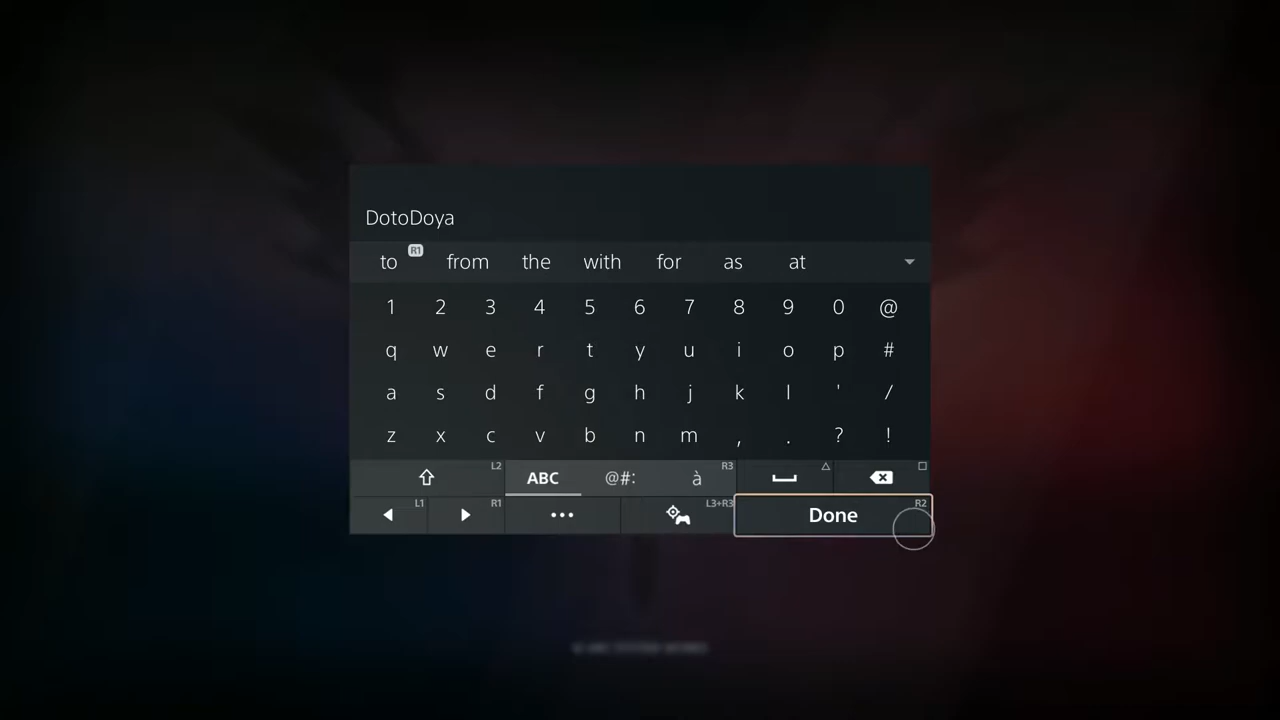 DotoDoya
to R1 from the with for as at
1 2 3 4 5 6 7 8 9 0 @
q w e r t y u i o p #
a s d f g h j k l ' /
z x c v b n m , . ? !
L2 ABC @#: à R3
L1 R1 ••• L3+R3 Done R2